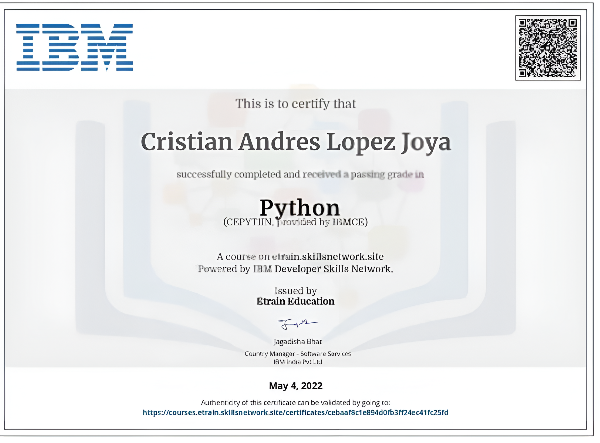 IBM
This is to certify that
Cristian Andres Lopez Joya
successfully completed and received a passing grade in
Python
(CEPYTIIN, provided by IBMCE)
A course on etrain.skillsnetwork.site
Powered by IBM Developer Skills Network.
Issued by
Etrain Education
Jagadisha Bhat
Country Manager - Software Services
IBM India Pvt Ltd
May 4, 2022
Authenticity of this certificate can be validated by going to:
https://courses.etrain.skillsnetwork.site/certificates/cebaaf8c1e894d0fb3ff24ec41fc25fd